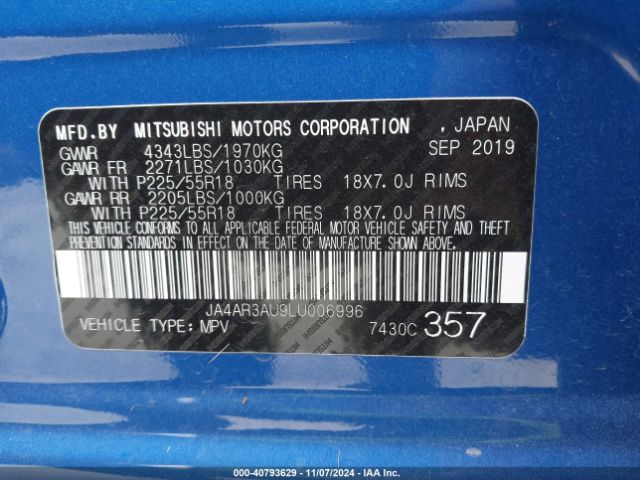 MFD.BY MITSUBISHI MOTORS CORPORATION , JAPAN
GVWR 4343LBS/1970KG SEP 2019
GAWR FR 2271LBS/1030KG
WITH P225/55R18 TIRES 18X7.0J RIMS
GAWR RR 2205LBS/1000KG
WITH P225/55R18 TIRES 18X7.0J RIMS
THIS VEHICLE CONFORMS TO ALL APPLICABLE FEDERAL MOTOR VEHICLE SAFETY AND THEFT
PREVENTION STANDARDS IN EFFECT ON THE DATE OF MANUFACTURE SHOWN ABOVE.
JA4AR3AU9LU006996
VEHICLE TYPE: MPV 7430C 357
000-40793629 - 11/07/2024 - IAA Inc.